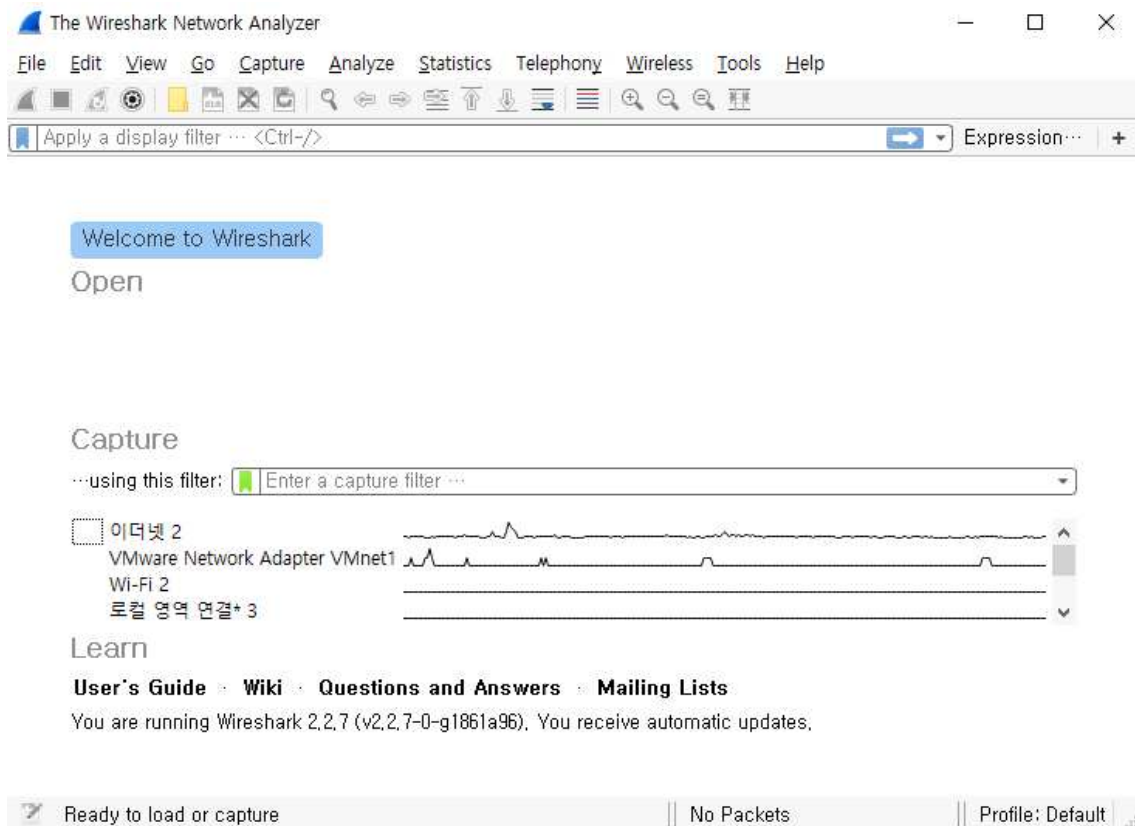 The Wireshark Network Analyzer
File Edit View Go Capture Analyze Statistics Telephony Wireless Tools Help
Apply a display filter ··· <Ctrl-/> Expression··· +
Welcome to Wireshark
Open
Capture
···using this filter: Enter a capture filter ···
이더넷 2
VMware Network Adapter VMnet1
Wi-Fi 2
로컬 영역 연결* 3
Learn
User's Guide · Wiki · Questions and Answers · Mailing Lists
You are running Wireshark 2.2.7 (v2.2.7-0-g1861a96). You receive automatic updates.
Ready to load or capture No Packets Profile: Default